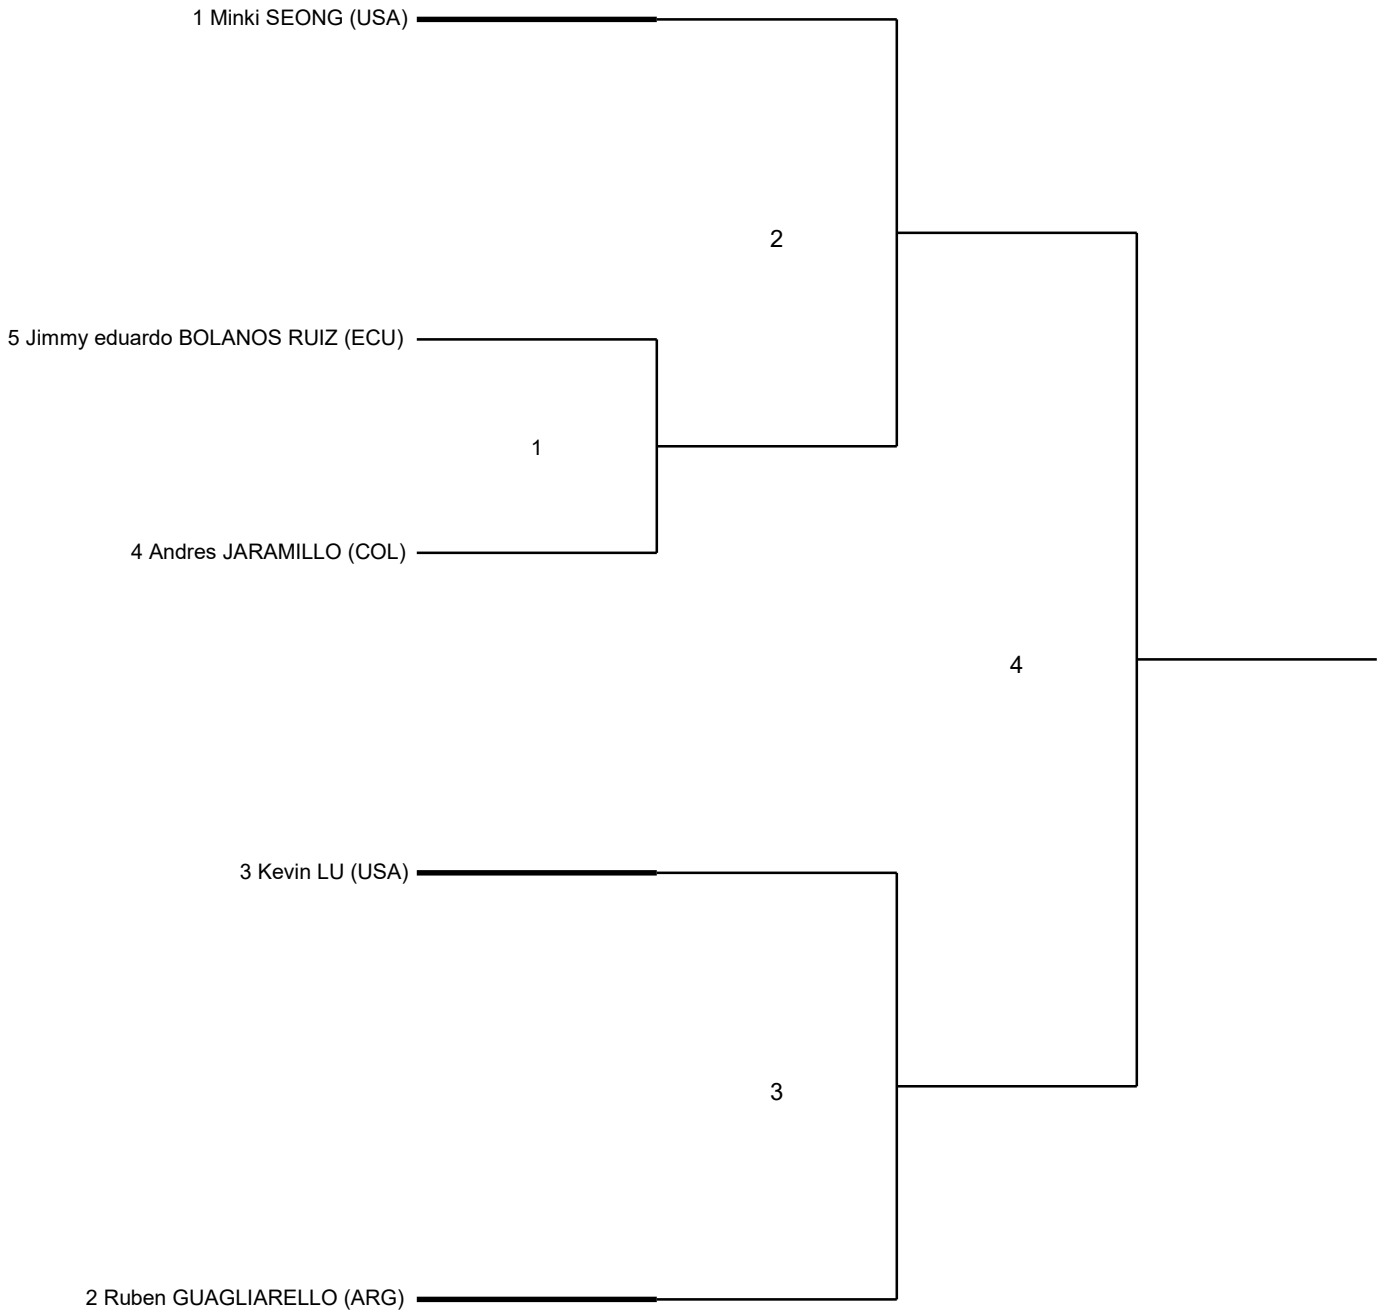 1 Minki SEONG (USA)
2
5 Jimmy eduardo BOLANOS RUIZ (ECU)
1
4 Andres JARAMILLO (COL)
4
3 Kevin LU (USA)
3
2 Ruben GUAGLIARELLO (ARG)